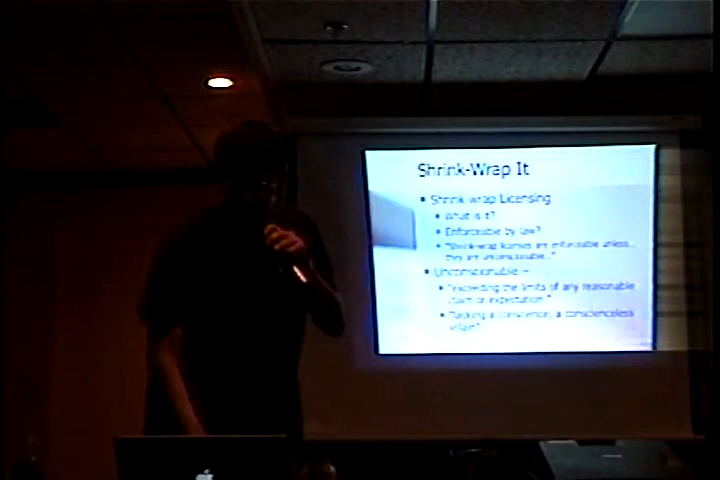 Shrink-Wrap It
Shrink wrap Licensing
What is it?
Enforceable by law?
"Shrink-wrap licenses are enforceable unless...
they are unconscionable..."
Unconscionable –
"exceeding the limits of any reasonable
claim or expectation."
"lacking a conscience; a conscienceless
villain"